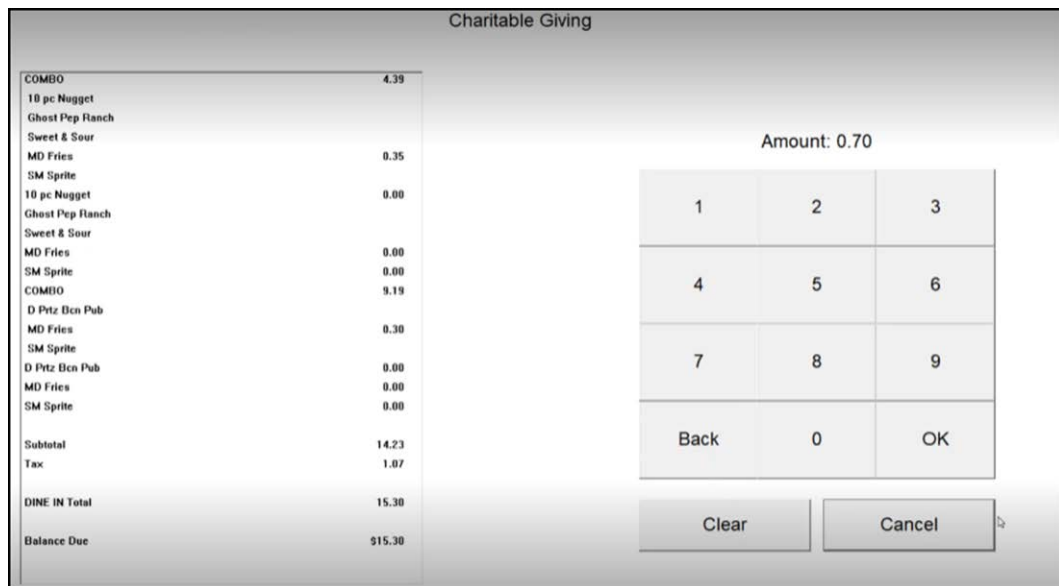 Charitable Giving
COMBO 4.39
10 pc Nugget
Ghost Pep Ranch
Sweet & Sour
MD Fries 0.35
SM Sprite
10 pc Nugget 0.00
Ghost Pep Ranch
Sweet & Sour
MD Fries 0.00
SM Sprite 0.00
COMBO 9.19
D Prtz Bcn Pub
MD Fries 0.30
SM Sprite
D Prtz Bcn Pub 0.00
MD Fries 0.00
SM Sprite 0.00
Subtotal 14.23
Tax 1.07
DINE IN Total 15.30
Balance Due $15.30
Amount: 0.70
1 2 3
4 5 6
7 8 9
Back 0 OK
Clear Cancel